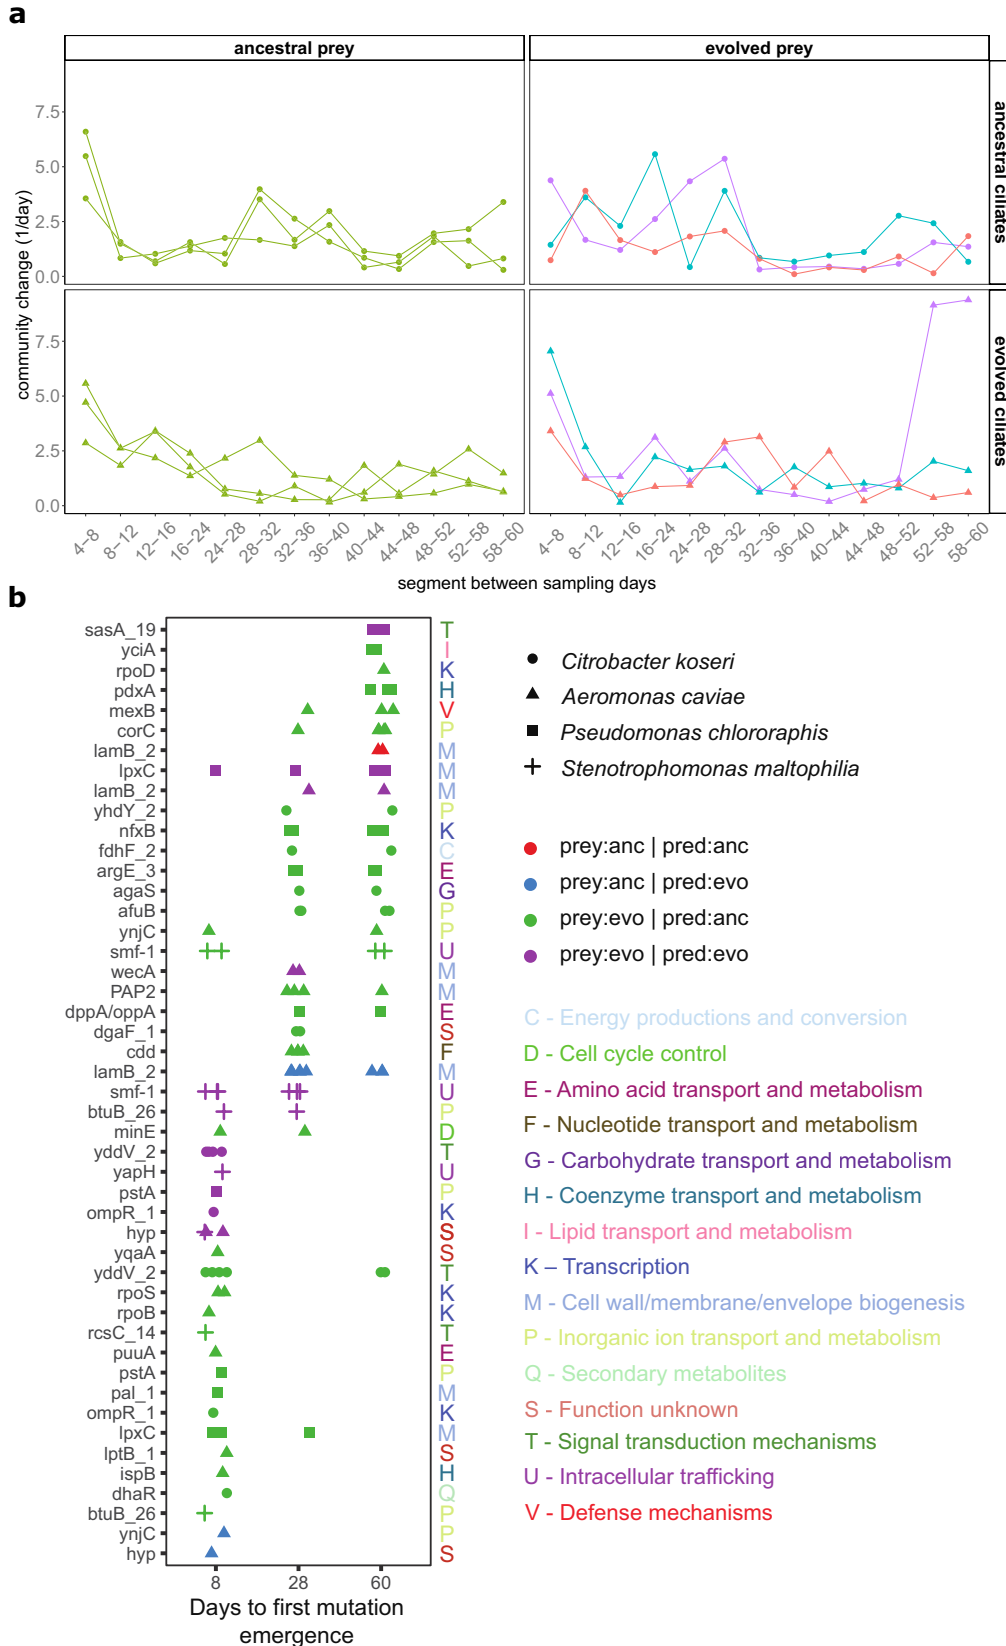 a
ancestral prey
evolved prey
community change (1/day)
7.5
5.0
2.5
0.0
ancestral ciliates
7.5
5.0
2.5
0.0
evolved ciliates
4–8
8–12
12–16
16–24
24–28
28–32
32–36
36–40
40–44
44–48
48–52
52–58
58–60
4–8
8–12
12–16
16–24
24–28
28–32
32–36
36–40
40–44
44–48
48–52
52–58
58–60
segment between sampling days
b
sasA_19 T
yciA I
rpoD K
pdxA H
mexB V
corC P
lamB_2 M
lpxC M
lamB_2 M
yhdY_2 P
nfxB K
fdhF_2 C
argE_3 E
agaS G
afuB P
ynjC P
smf-1 U
wecA M
PAP2 M
dppA/oppA E
dgaF_1 S
cdd F
lamB_2 M
smf-1 U
btuB_26 P
minE D
yddV_2 T
yapH U
pstA P
ompR_1 K
hyp S
yqaA S
yddV_2 T
rpoS K
rpoB K
rcsC_14 T
puuA E
pstA P
pal_1 M
ompR_1 K
lpxC M
lptB_1 S
ispB H
dhaR Q
btuB_26 P
ynjC P
hyp S
8 28 60
Days to first mutation
emergence
Citrobacter koseri
Aeromonas caviae
Pseudomonas chlororaphis
Stenotrophomonas maltophilia
prey:anc | pred:anc
prey:anc | pred:evo
prey:evo | pred:anc
prey:evo | pred:evo
C - Energy productions and conversion
D - Cell cycle control
E - Amino acid transport and metabolism
F - Nucleotide transport and metabolism
G - Carbohydrate transport and metabolism
H - Coenzyme transport and metabolism
I - Lipid transport and metabolism
K – Transcription
M - Cell wall/membrane/envelope biogenesis
P - Inorganic ion transport and metabolism
Q - Secondary metabolites
S - Function unknown
T - Signal transduction mechanisms
U - Intracellular trafficking
V - Defense mechanisms